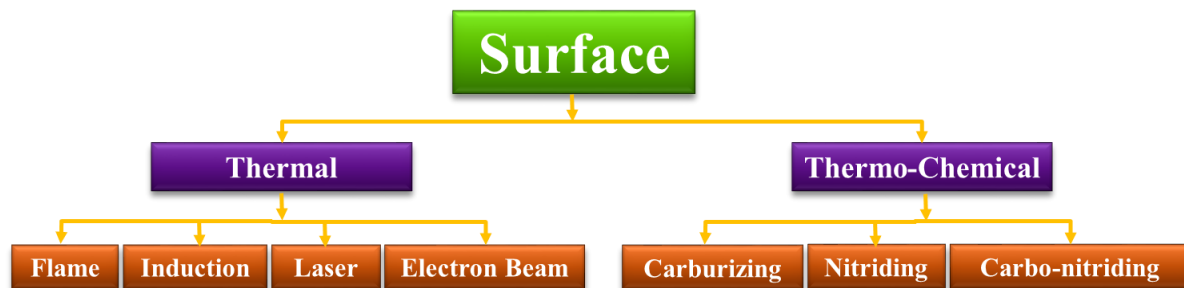 Surface
Thermal
Thermo-Chemical
Flame
Induction
Laser
Electron Beam
Carburizing
Nitriding
Carbo-nitriding